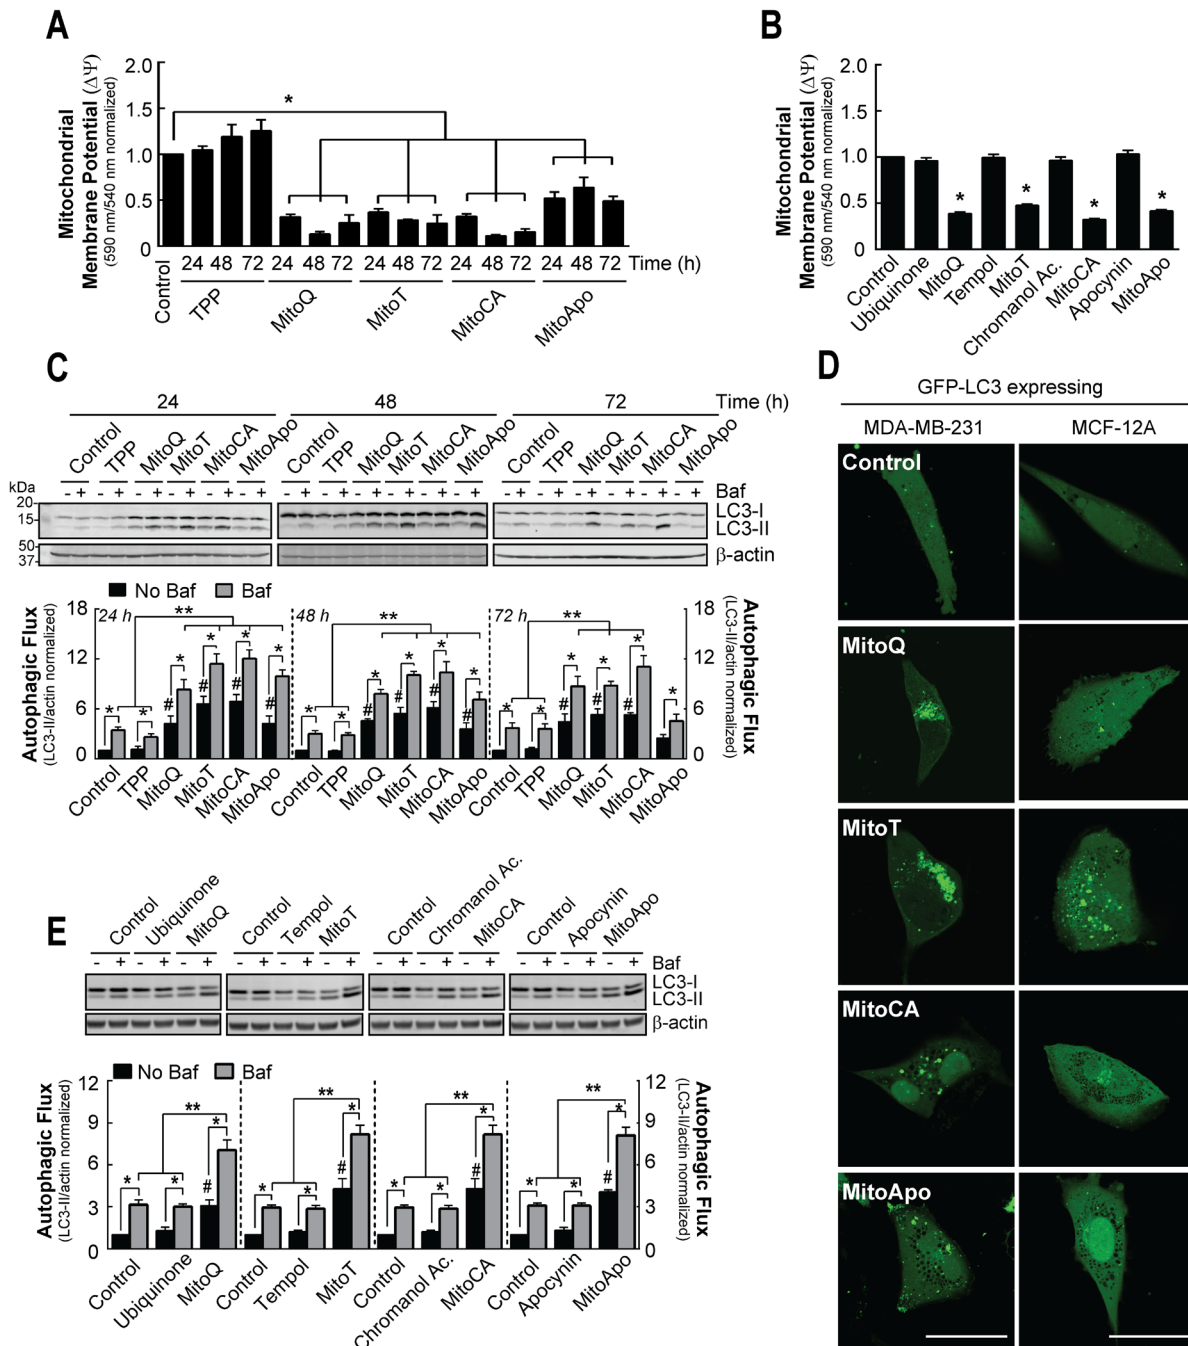 A
Mitochondrial
Membrane Potential (ΔΨ)
(590 nm/540 nm normalized)
2.0
1.5
1.0
0.5
0
*
24 48 72 24 48 72 24 48 72 24 48 72 24 48 72 Time (h)
Control
TPP
MitoQ
MitoT
MitoCA
MitoApo
B
Mitochondrial
Membrane Potential (ΔΨ)
(590 nm/540 nm normalized)
2.0
1.5
1.0
0.5
0
* * * *
Control
Ubiquinone
MitoQ
Tempol
MitoT
Chromanol Ac.
MitoCA
Apocynin
MitoApo
C
24 48 72 Time (h)
Control TPP MitoQ MitoT MitoCA MitoApo Control TPP MitoQ MitoT MitoCA MitoApo Control TPP MitoQ MitoT MitoCA MitoApo
- + - + - + - + - + - + - + - + - + - + - + - + - + - + - + - + - + - + Baf
kDa
20
15
LC3-I
LC3-II
50
37
β-actin
No Baf Baf
Autophagic Flux
(LC3-II/actin normalized)
18
12
6
0
24 h
48 h
72 h
** ** **
* * * * * * * * * * * * * * * * * *
# # # # # # # # # # #
18
12
6
0
Autophagic Flux
(LC3-II/actin normalized)
Control TPP MitoQ MitoT MitoCA MitoApo Control TPP MitoQ MitoT MitoCA MitoApo Control TPP MitoQ MitoT MitoCA MitoApo
D
GFP-LC3 expressing
MDA-MB-231 MCF-12A
Control
MitoQ
MitoT
MitoCA
MitoApo
E
Control Ubiquinone MitoQ Control Tempol MitoT Control Chromanol Ac. MitoCA Control Apocynin MitoApo
- + - + - + - + - + - + - + - + - + - + - + - + Baf
LC3-I
LC3-II
β-actin
No Baf Baf
Autophagic Flux
(LC3-II/actin normalized)
12
9
6
3
0
** ** ** **
* * * * * * * * * * * *
# # # #
12
9
6
3
0
Autophagic Flux
(LC3-II/actin normalized)
Control Ubiquinone MitoQ Control Tempol MitoT Control Chromanol Ac. MitoCA Control Apocynin MitoApo